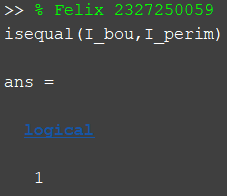 >> % Felix 2327250059
isequal(I_bou,I_perim)
ans =
logical
1